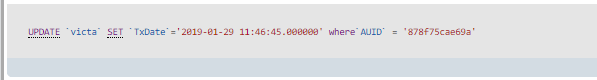 UPDATE `victa` SET `TxDate`='2019-01-29 11:46:45.000000' where`AUID` = '878f75cae69a'